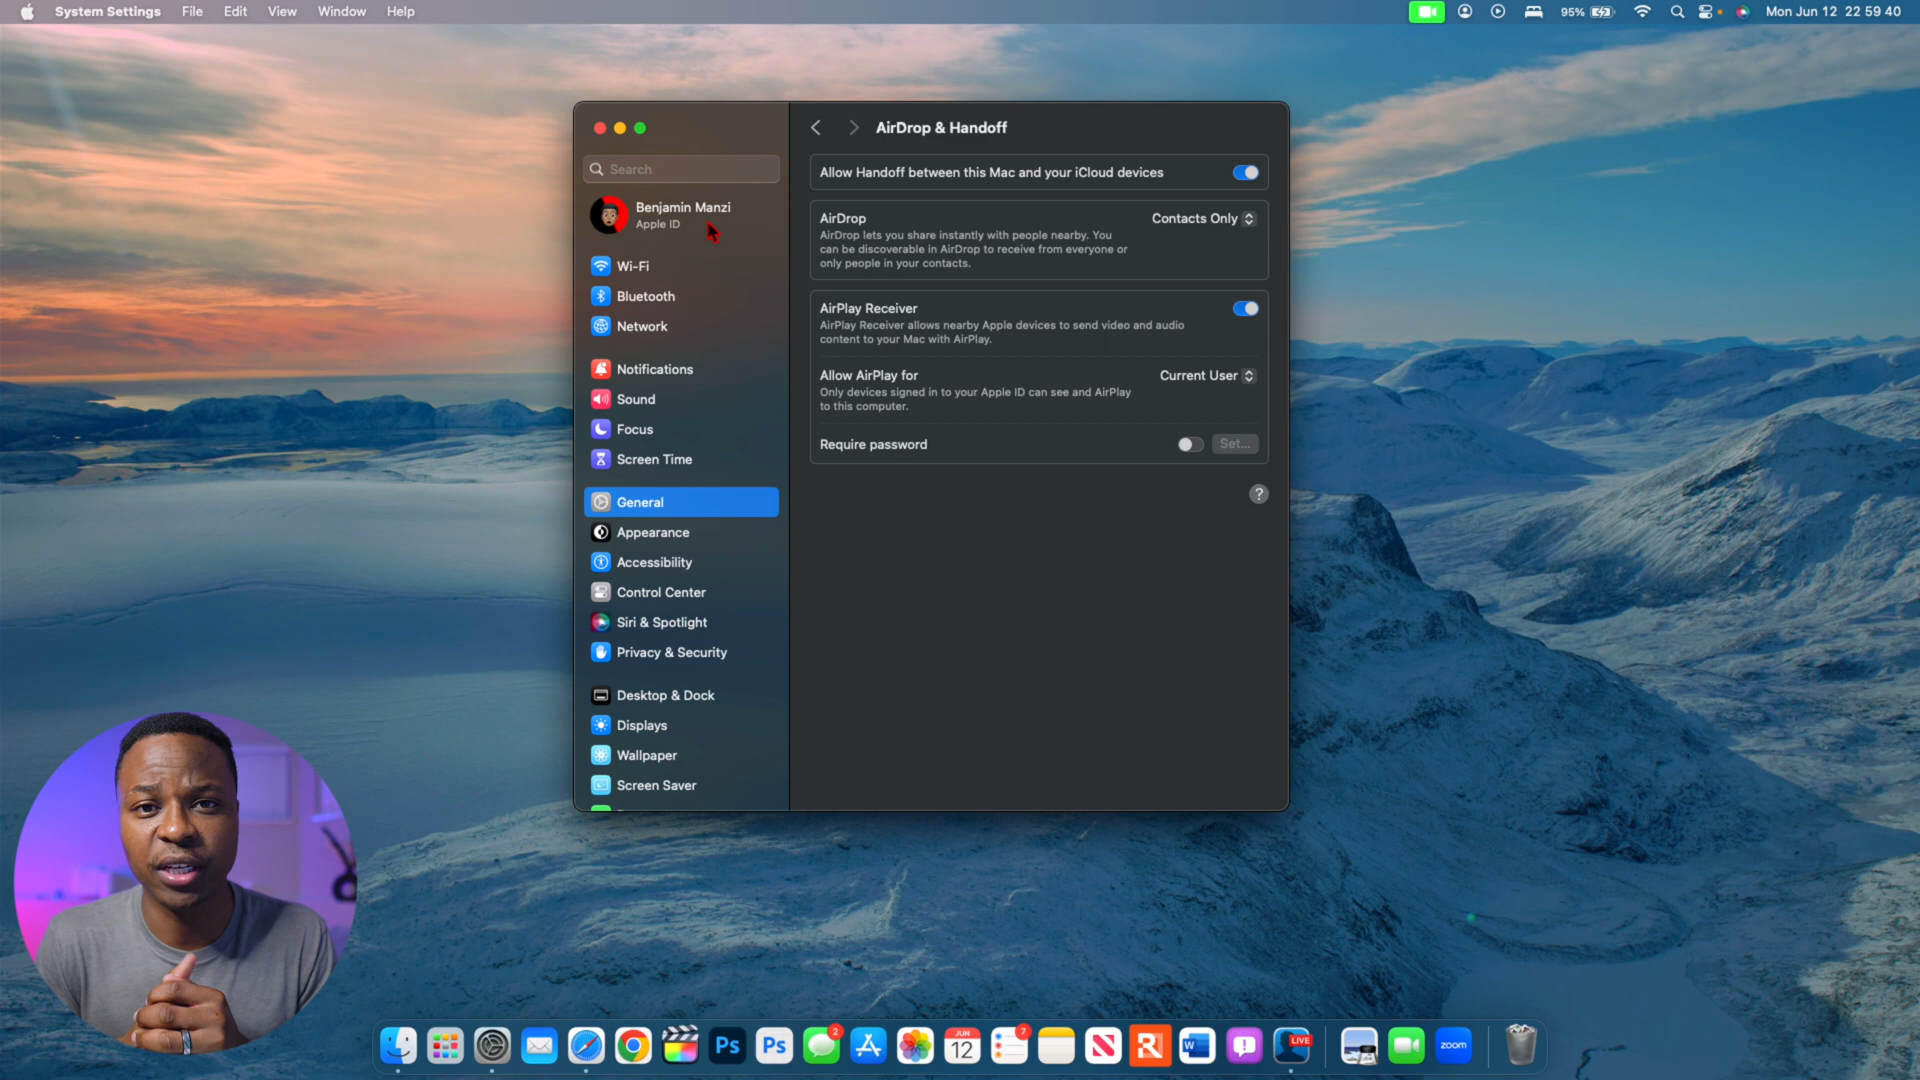 System Settings File Edit View Window Help
95% Mon Jun 12 22 59 40
AirDrop & Handoff
Search
Benjamin Manzi
Apple ID
Wi-Fi
Bluetooth
Network
Notifications
Sound
Focus
Screen Time
General
Appearance
Accessibility
Control Center
Siri & Spotlight
Privacy & Security
Desktop & Dock
Displays
Wallpaper
Screen Saver
Allow Handoff between this Mac and your iCloud devices
AirDrop Contacts Only
AirDrop lets you share instantly with people nearby. You
can be discoverable in AirDrop to receive from everyone or
only people in your contacts.
AirPlay Receiver
AirPlay Receiver allows nearby Apple devices to send video and audio
content to your Mac with AirPlay.
Allow AirPlay for Current User
Only devices signed in to your Apple ID can see and AirPlay
to this computer.
Require password Set...
?
Ps Ps 2 JUN 12 7 N R W ! LIVE zoom